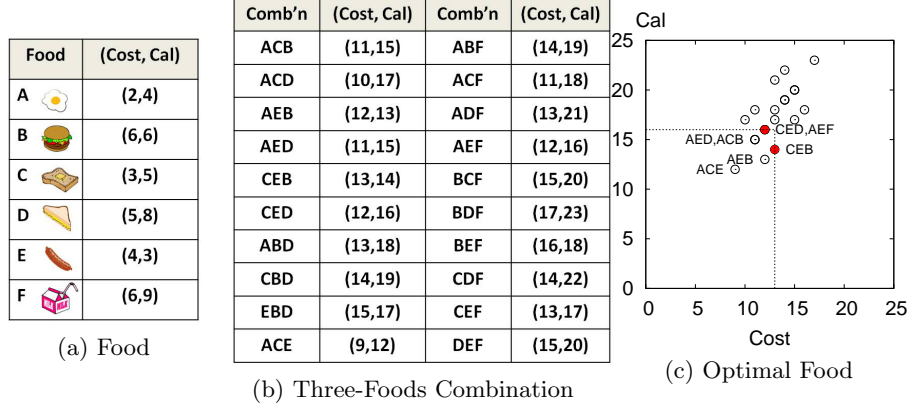 Food (Cost, Cal)
A (2,4)
B (6,6)
C (3,5)
D (5,8)
E (4,3)
F (6,9)
(a) Food
Comb'n (Cost, Cal) Comb'n (Cost, Cal)
ACB (11,15) ABF (14,19)
ACD (10,17) ACF (11,18)
AEB (12,13) ADF (13,21)
AED (11,15) AEF (12,16)
CEB (13,14) BCF (15,20)
CED (12,16) BDF (17,23)
ABD (13,18) BEF (16,18)
CBD (14,19) CDF (14,22)
EBD (15,17) CEF (13,17)
ACE (9,12) DEF (15,20)
(b) Three-Foods Combination
Cal
25
20
15
10
5
0
CED,AEF
AED,ACB
CEB
AEB
ACE
0 5 10 15 20 25
Cost
(c) Optimal Food